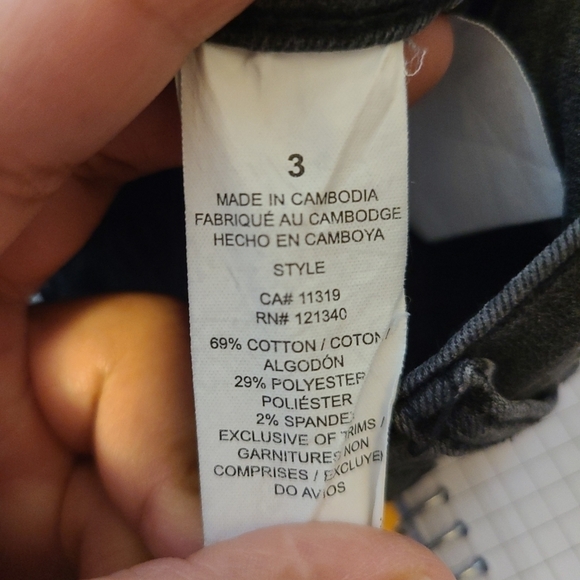 3
MADE IN CAMBODIA
FABRIQUÉ AU CAMBODGE
HECHO EN CAMBOYA
STYLE
CA# 11319
RN# 121340
69% COTTON / COTON /
ALGODÓN
29% POLYESTER
POLIÉSTER
2% SPANDEX
EXCLUSIVE OF TRIMS /
GARNITURES NON
COMPRISES / EXCLUYEN
DO AVIOS